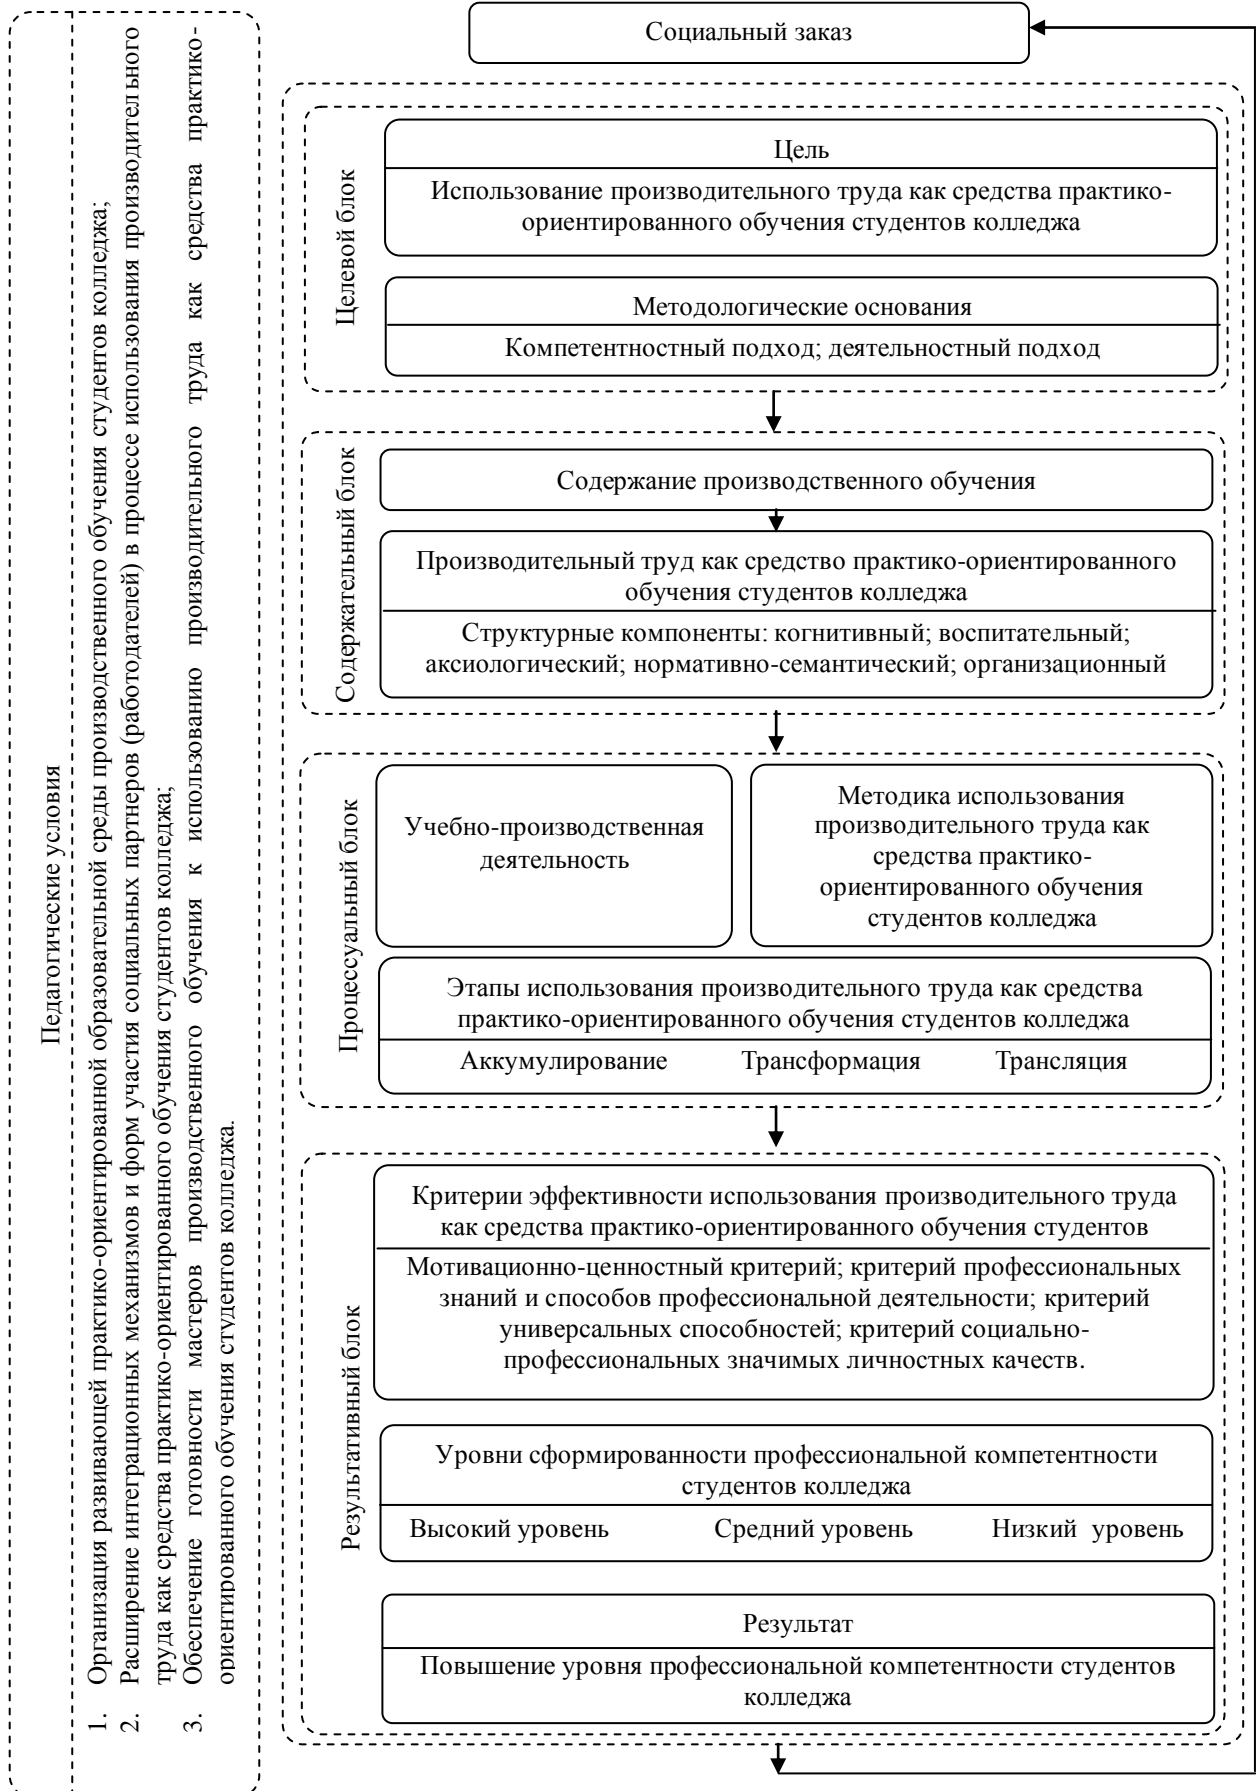 Педагогические условия
1. Организация развивающей практико-ориентированной образовательной среды производственного обучения студентов колледжа;
2. Расширение интеграционных механизмов и форм участия социальных партнеров (работодателей) в процессе использования производительного
труда как средства практико-ориентированного обучения студентов колледжа;
3. Обеспечение готовности мастеров производственного обучения к использованию производительного труда как средства практико-
ориентированного обучения студентов колледжа.
Социальный заказ
Целевой блок
Цель
Использование производительного труда как средства практико-
ориентированного обучения студентов колледжа
Методологические основания
Компетентностный подход; деятельностный подход
Содержательный блок
Содержание производственного обучения
Производительный труд как средство практико-ориентированного
обучения студентов колледжа
Структурные компоненты: когнитивный; воспитательный;
аксиологический; нормативно-семантический; организационный
Процессуальный блок
Учебно-производственная
деятельность
Методика использования
производительного труда как
средства практико-
ориентированного обучения
студентов колледжа
Этапы использования производительного труда как средства
практико-ориентированного обучения студентов колледжа
Аккумулирование Трансформация Трансляция
Результативный блок
Критерии эффективности использования производительного труда
как средства практико-ориентированного обучения студентов
Мотивационно-ценностный критерий; критерий профессиональных
знаний и способов профессиональной деятельности; критерий
универсальных способностей; критерий социально-
профессиональных значимых личностных качеств.
Уровни сформированности профессиональной компетентности
студентов колледжа
Высокий уровень Средний уровень Низкий уровень
Результат
Повышение уровня профессиональной компетентности студентов
колледжа